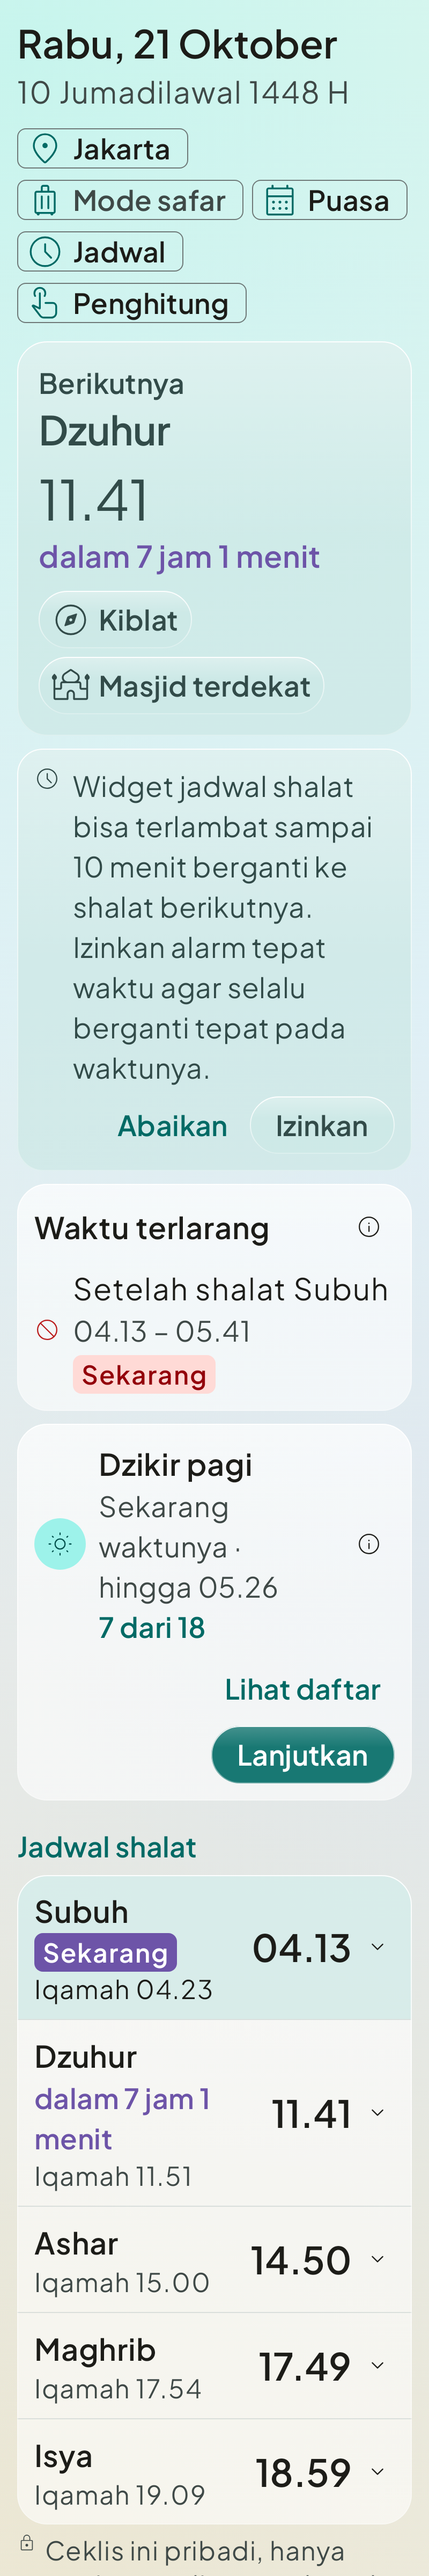 Rabu, 21 Oktober
10 Jumadilawal 1448 H
Jakarta
Mode safar
Puasa
Jadwal
Penghitung
Berikutnya
Dzuhur
11.41
dalam 7 jam 1 menit
Kiblat
Masjid terdekat
Widget jadwal shalat
bisa terlambat sampai
10 menit berganti ke
shalat berikutnya.
Izinkan alarm tepat
waktu agar selalu
berganti tepat pada
waktunya.
Abaikan
Izinkan
Waktu terlarang
Setelah shalat Subuh
04.13 – 05.41
Sekarang
Dzikir pagi
Sekarang
waktunya ·
hingga 05.26
7 dari 18
Lihat daftar
Lanjutkan
Jadwal shalat
Subuh
Sekarang
Iqamah 04.23
04.13
Dzuhur
dalam 7 jam 1
menit
Iqamah 11.51
11.41
Ashar
Iqamah 15.00
14.50
Maghrib
Iqamah 17.54
17.49
Isya
Iqamah 19.09
18.59
Ceklis ini pribadi, hanya